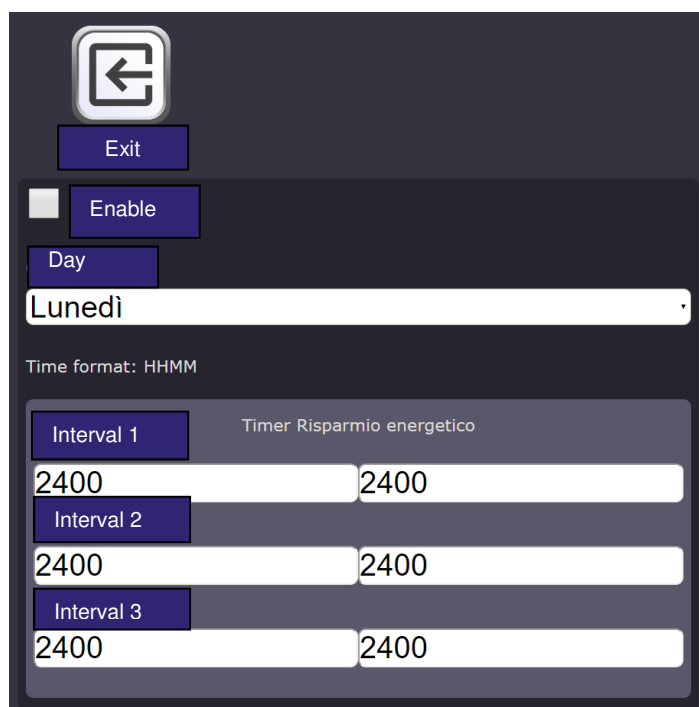 Exit
Enable
Day
Lunedì
Time format: HHMM
Interval 1
Timer Risparmio energetico
2400 2400
Interval 2
2400 2400
Interval 3
2400 2400